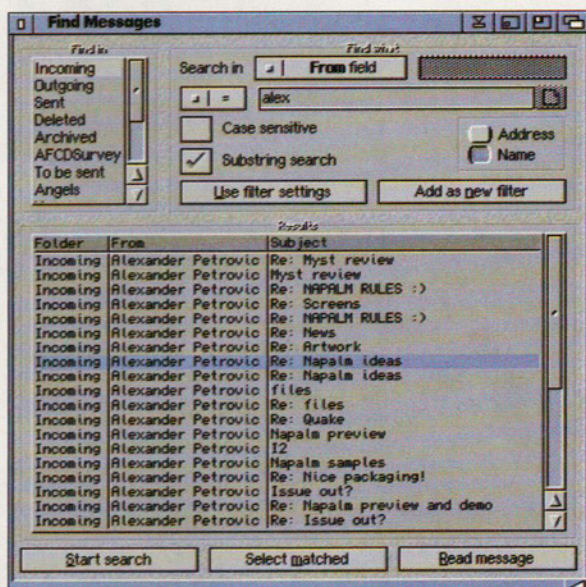 Find Messages
Find in
Find what
Incoming
Outgoing
Sent
Deleted
Archived
AFCDSurvey
To be sent
Angels
Search in From field
= alex
Case sensitive
Substring search
Address
Name
Use filter settings Add as new filter
Results
Folder From Subject
Incoming Alexander Petrovic Re: Myst review
Incoming Alexander Petrovic Myst review
Incoming Alexander Petrovic Re: NAPALM RULES :)
Incoming Alexander Petrovic Re: Screens
Incoming Alexander Petrovic Re: NAPALM RULES :)
Incoming Alexander Petrovic Re: News
Incoming Alexander Petrovic Re: Artwork
Incoming Alexander Petrovic Re: Napalm ideas
Incoming Alexander Petrovic Re: Napalm ideas
Incoming Alexander Petrovic files
Incoming Alexander Petrovic Re: files
Incoming Alexander Petrovic Re: Quake
Incoming Alexander Petrovic Napalm preview
Incoming Alexander Petrovic I2
Incoming Alexander Petrovic Napalm samples
Incoming Alexander Petrovic Re: Nice packaging!
Incoming Alexander Petrovic Issue out?
Incoming Alexander Petrovic Re: Napalm preview and demo
Incoming Alexander Petrovic Re: Issue out?
Start search Select matched Read message